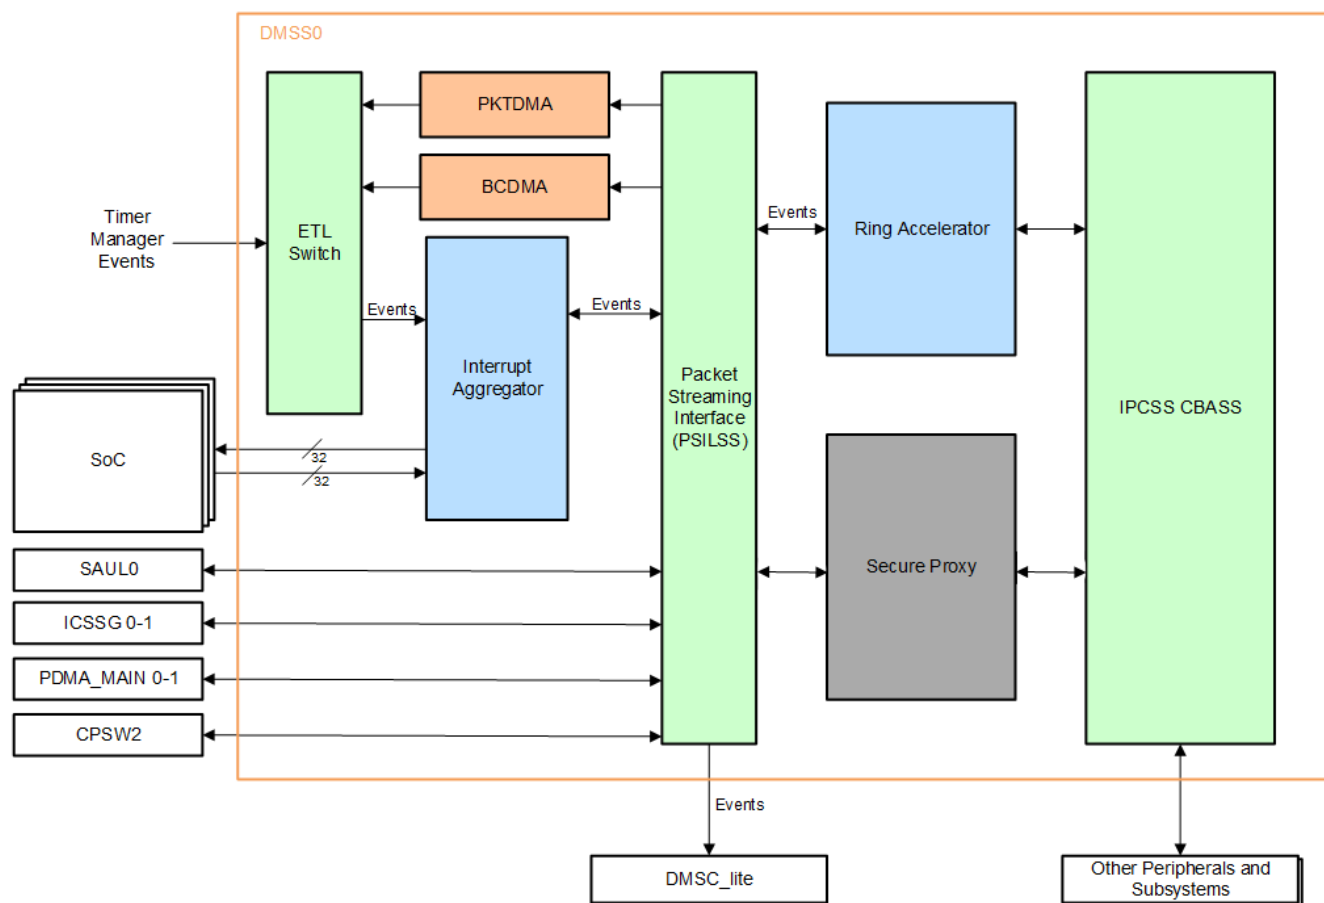 DMSS0
PKTDMA
BCDMA
Timer
Manager
Events
ETL
Switch
Events
Interrupt
Aggregator
Events
Packet
Streaming
Interface
(PSILSS)
Events
Ring Accelerator
IPCSS CBASS
SoC
32
32
SAUL0
ICSSG 0-1
PDMA_MAIN 0-1
CPSW2
Secure Proxy
Events
DMSC_lite
Other Peripherals and
Subsystems